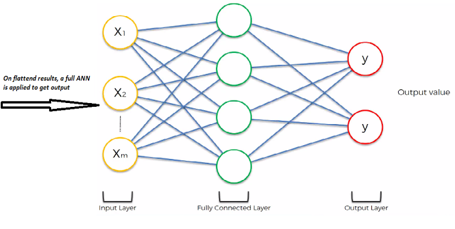 X1
y
On flattend results, a full ANN
is applied to get output
X2
Output value
y
Xm
Input Layer
Fully Connected Layer
Output Layer